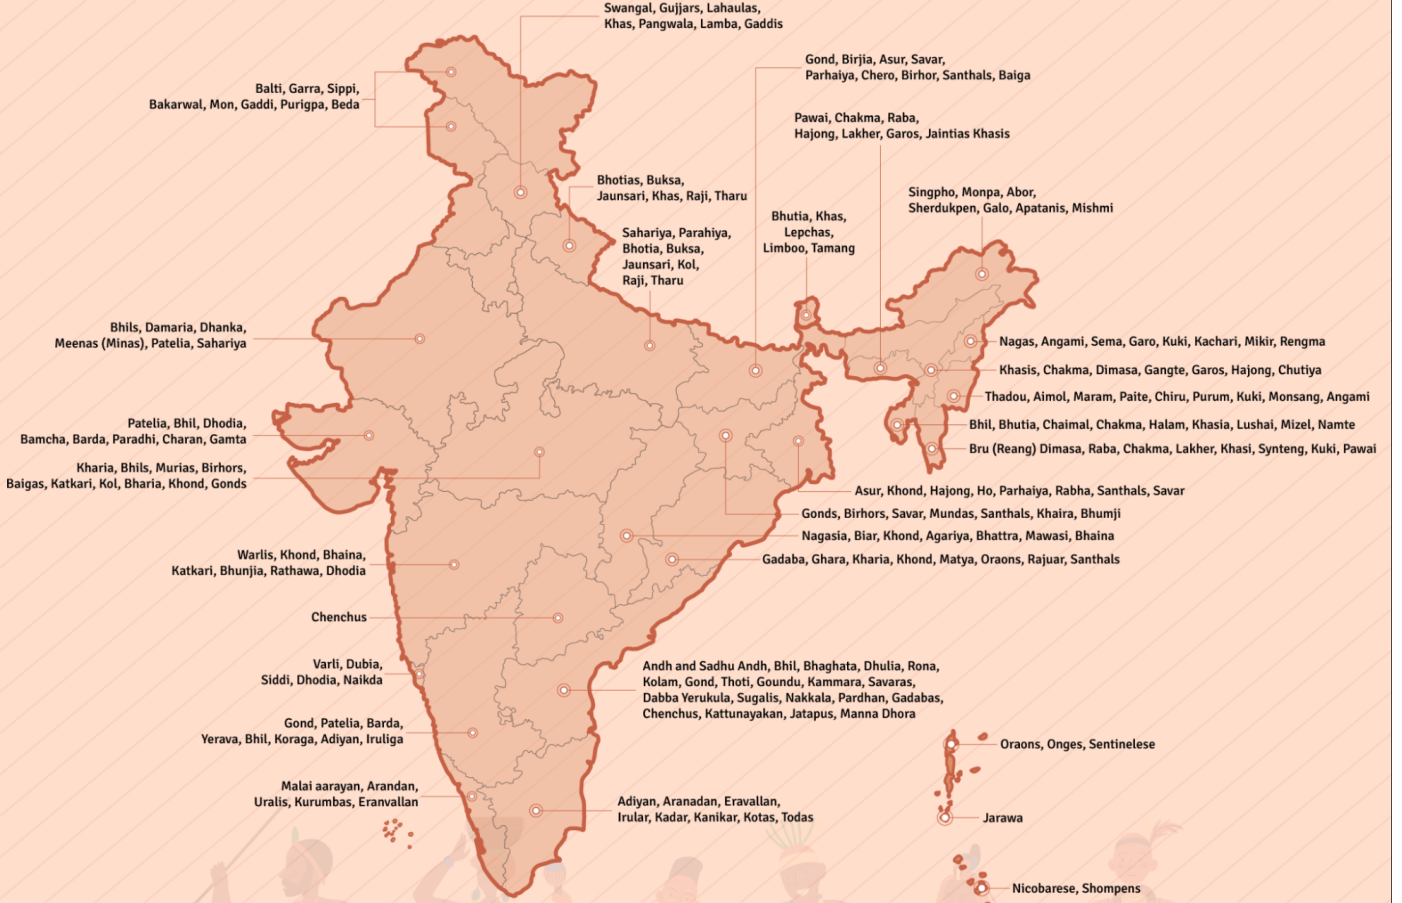 Swangal, Gujjars, Lahaulas,
Khas, Pangwala, Lamba, Gaddis
Gond, Birjia, Asur, Savar,
Parhaiya, Chero, Birhor, Santhals, Baiga
Balti, Garra, Sippi,
Bakarwal, Mon, Gaddi, Purigpa, Beda
Pawai, Chakma, Raba,
Hajong, Lakher, Garos, Jaintias Khasis
Bhotias, Buksa,
Jaunsari, Khas, Raji, Tharu
Singpho, Monpa, Abor,
Sherdukpen, Galo, Apatanis, Mishmi
Bhutia, Khas,
Lepchas,
Limboo, Tamang
Sahariya, Parahiya,
Bhotia, Buksa,
Jaunsari, Kol,
Raji, Tharu
Bhils, Damaria, Dhanka,
Meenas (Minas), Patelia, Sahariya
Nagas, Angami, Sema, Garo, Kuki, Kachari, Mikir, Rengma
Khasis, Chakma, Dimasa, Gangte, Garos, Hajong, Chutiya
Thadou, Aimol, Maram, Paite, Chiru, Purum, Kuki, Monsang, Angami
Bhil, Bhutia, Chaimal, Chakma, Halam, Khasia, Lushai, Mizel, Namte
Bru (Reang) Dimasa, Raba, Chakma, Lakher, Khasi, Synteng, Kuki, Pawai
Patelia, Bhil, Dhodia,
Bamcha, Barda, Paradhi, Charan, Gamta
Kharia, Bhils, Murias, Birhors,
Baigas, Katkari, Kol, Bharia, Khond, Gonds
Asur, Khond, Hajong, Ho, Parhaiya, Rabha, Santhals, Savar
Gonds, Birhors, Savar, Mundas, Santhals, Khaira, Bhumji
Nagasia, Biar, Khond, Agariya, Bhattra, Mawasi, Bhaina
Gadaba, Ghara, Kharia, Khond, Matya, Oraons, Rajuar, Santhals
Warlis, Khond, Bhaina,
Katkari, Bhunjia, Rathawa, Dhodia
Chenchus
Varli, Dubia,
Siddi, Dhodia, Naikda
Andh and Sadhu Andh, Bhil, Bhaghata, Dhulia, Rona,
Kolam, Gond, Thoti, Goundu, Kammara, Savaras,
Dabba Yerukula, Sugalis, Nakkala, Pardhan, Gadabas,
Chenchus, Kattunayakan, Jatapus, Manna Dhora
Gond, Patelia, Barda,
Yerava, Bhil, Koraga, Adiyan, Iruliga
Oraons, Onges, Sentinelese
Malai aarayan, Arandan,
Uralis, Kurumbas, Eranvallan
Adiyan, Aranadan, Eravallan,
Irular, Kadar, Kanikar, Kotas, Todas
Jarawa
Nicobarese, Shompens